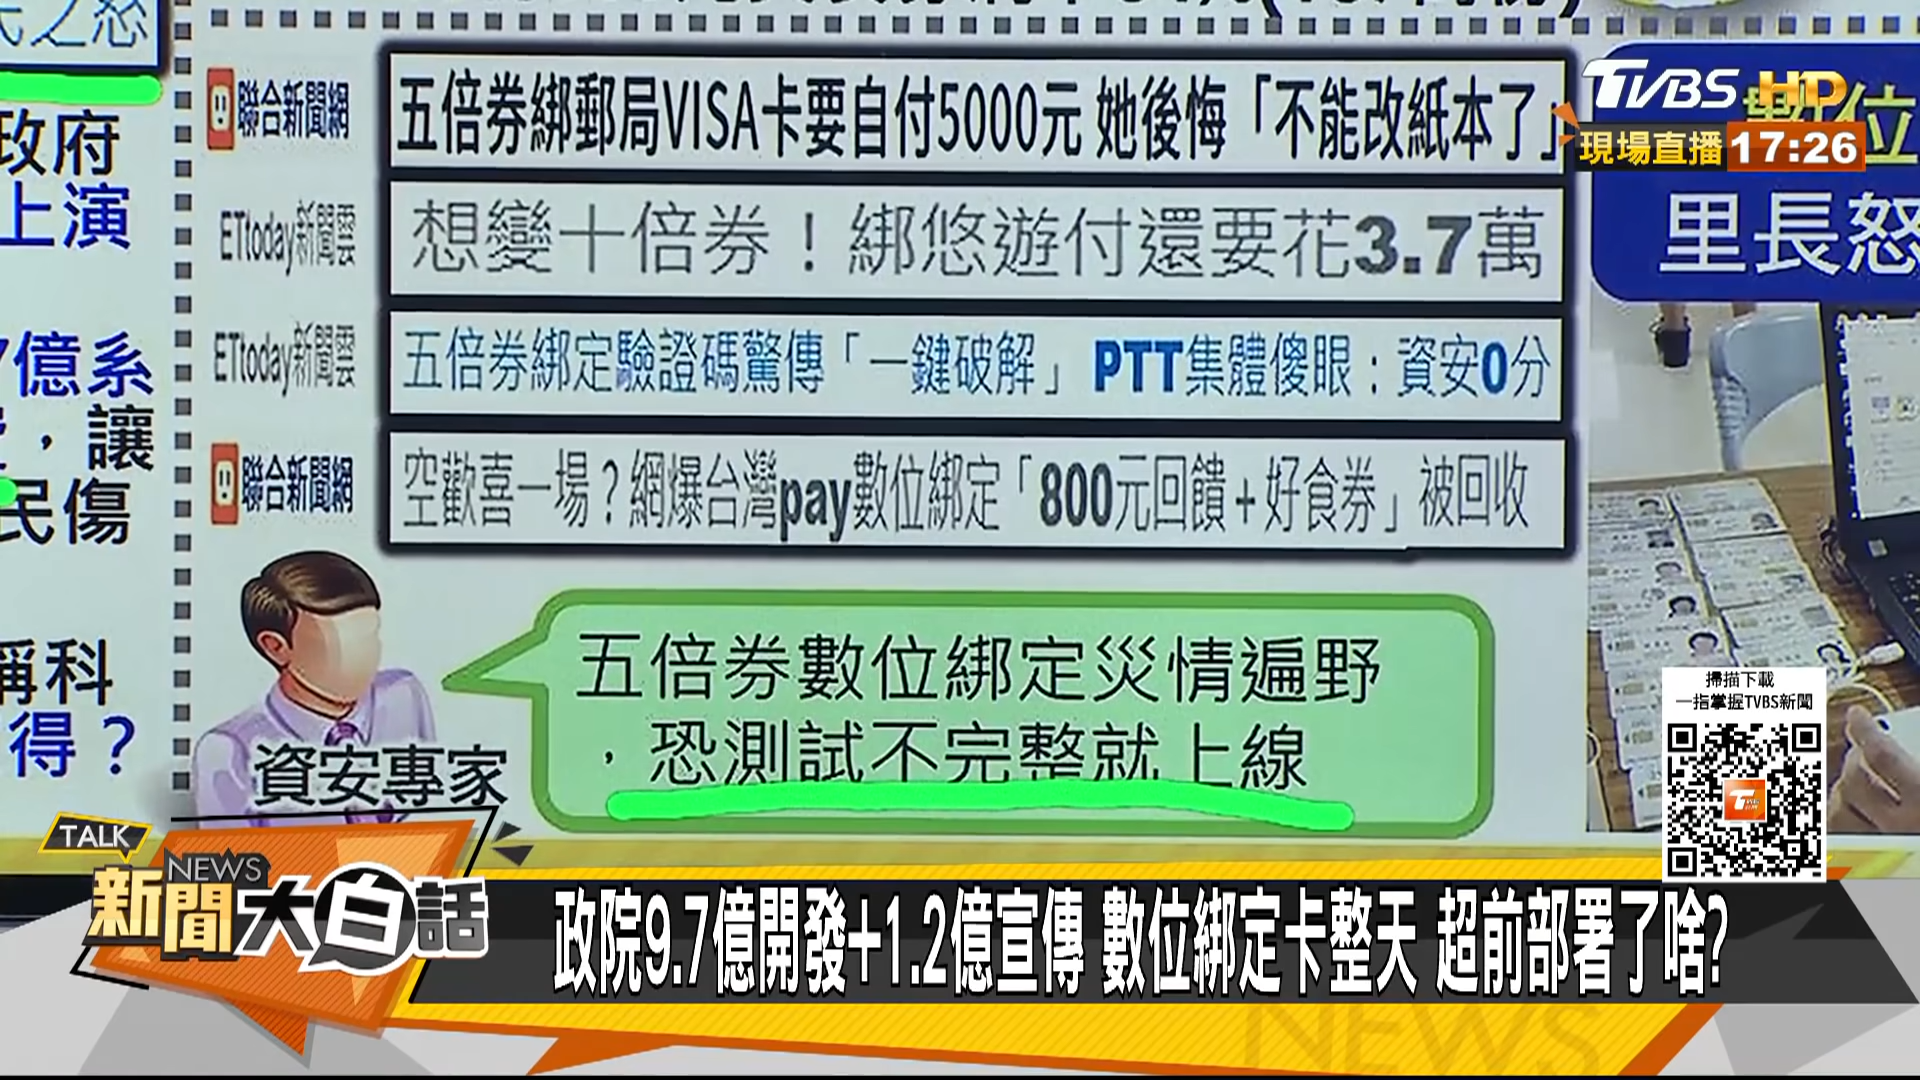 民之怒
聯合新聞網
五倍券綁郵局VISA卡要自付5000元 她後悔「不能改紙本了」
ETtoday新聞雲
想變十倍券！綁悠遊付還要花3.7萬
ETtoday新聞雲
五倍券綁定驗證碼驚傳「一鍵破解」 PTT集體傻眼：資安0分
聯合新聞網
空歡喜一場？網爆台灣pay數位綁定「800元回饋+好食券」被回收
政府
上演
7億系
，讓
民傷
稱科
得？
五倍券數位綁定災情遍野
，恐測試不完整就上線
資安專家
TVBS HD
現場直播 17:26
數位
里長怒
掃描下載
一指掌握TVBS新聞
TALK
NEWS
新聞大白話
政院9.7億開發+1.2億宣傳 數位綁定卡整天 超前部署了啥?
NEWS